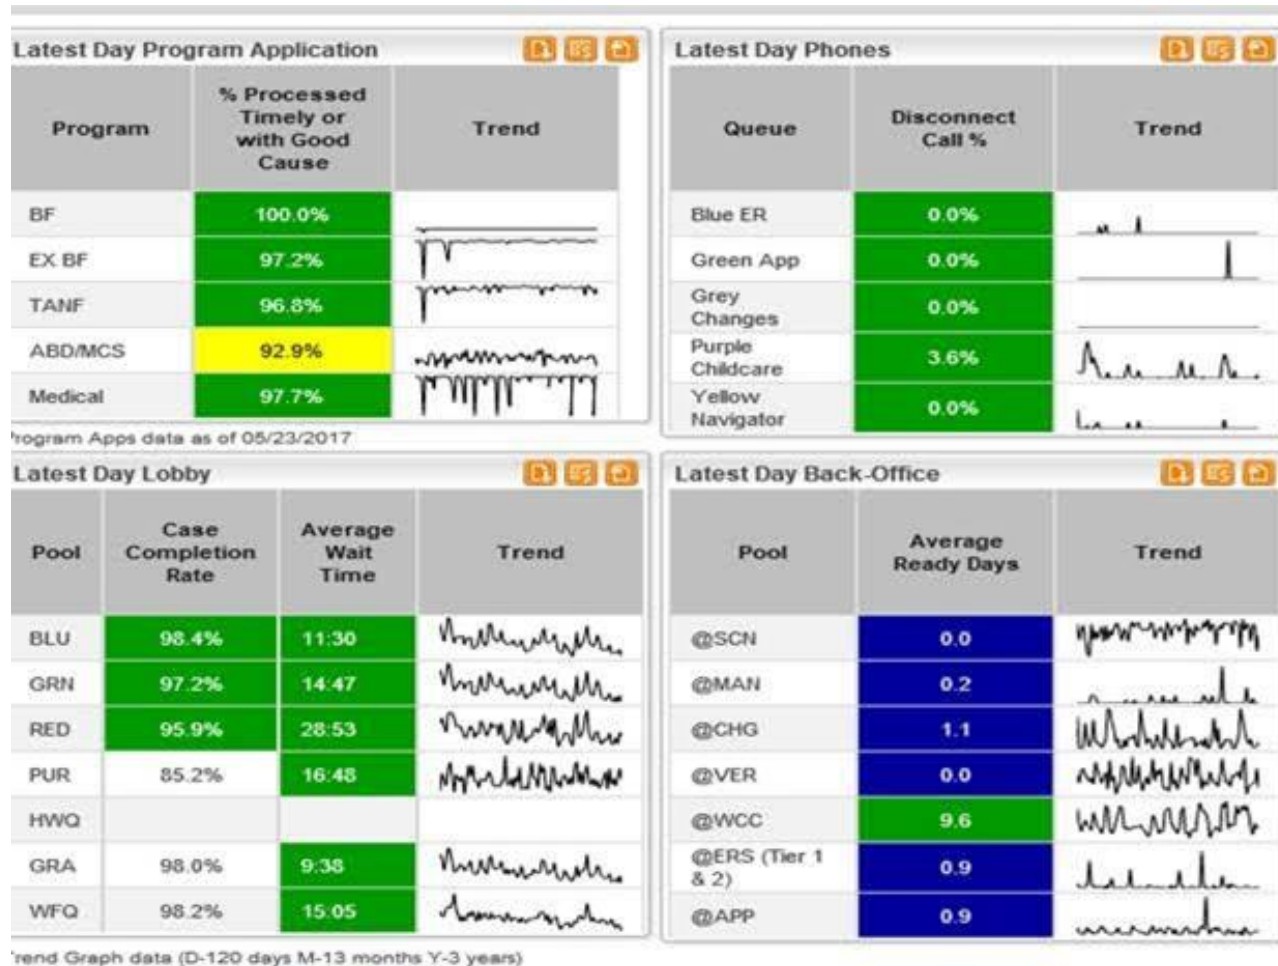 Latest Day Program Application
Program
% Processed
Timely or
with Good
Cause
Trend
BF 100.0%
EX BF 97.2%
TANF 96.8%
ABD/MCS 92.9%
Medical 97.7%
Program Apps data as of 05/23/2017
Latest Day Phones
Queue
Disconnect
Call %
Trend
Blue ER 0.0%
Green App 0.0%
Grey
Changes
0.0%
Purple
Childcare
3.6%
Yellow
Navigator
0.0%
Latest Day Lobby
Pool
Case
Completion
Rate
Average
Wait
Time
Trend
BLU 98.4% 11:30
GRN 97.2% 14:47
RED 95.9% 28:53
PUR 85.2% 16:48
HWQ
GRA 98.0% 9:38
WFQ 98.2% 15:05
Latest Day Back-Office
Pool
Average
Ready Days
Trend
@SCN 0.0
@MAN 0.2
@CHG 1.1
@VER 0.0
@WCC 9.6
@ERS (Tier 1
& 2)
0.9
@APP 0.9
Trend Graph data (D-120 days M-13 months Y-3 years)